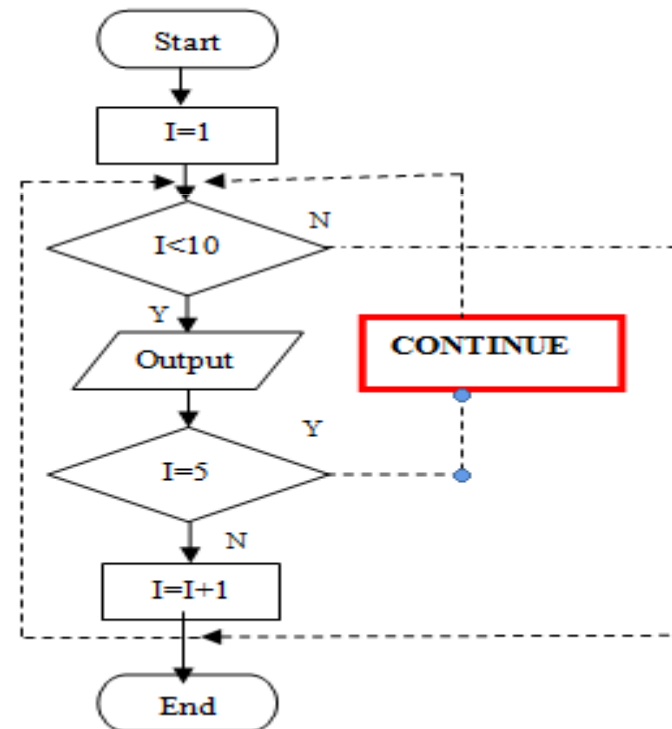 Start
I=1
I<10
N
Y
Output
CONTINUE
Y
I=5
N
I=I+1
End